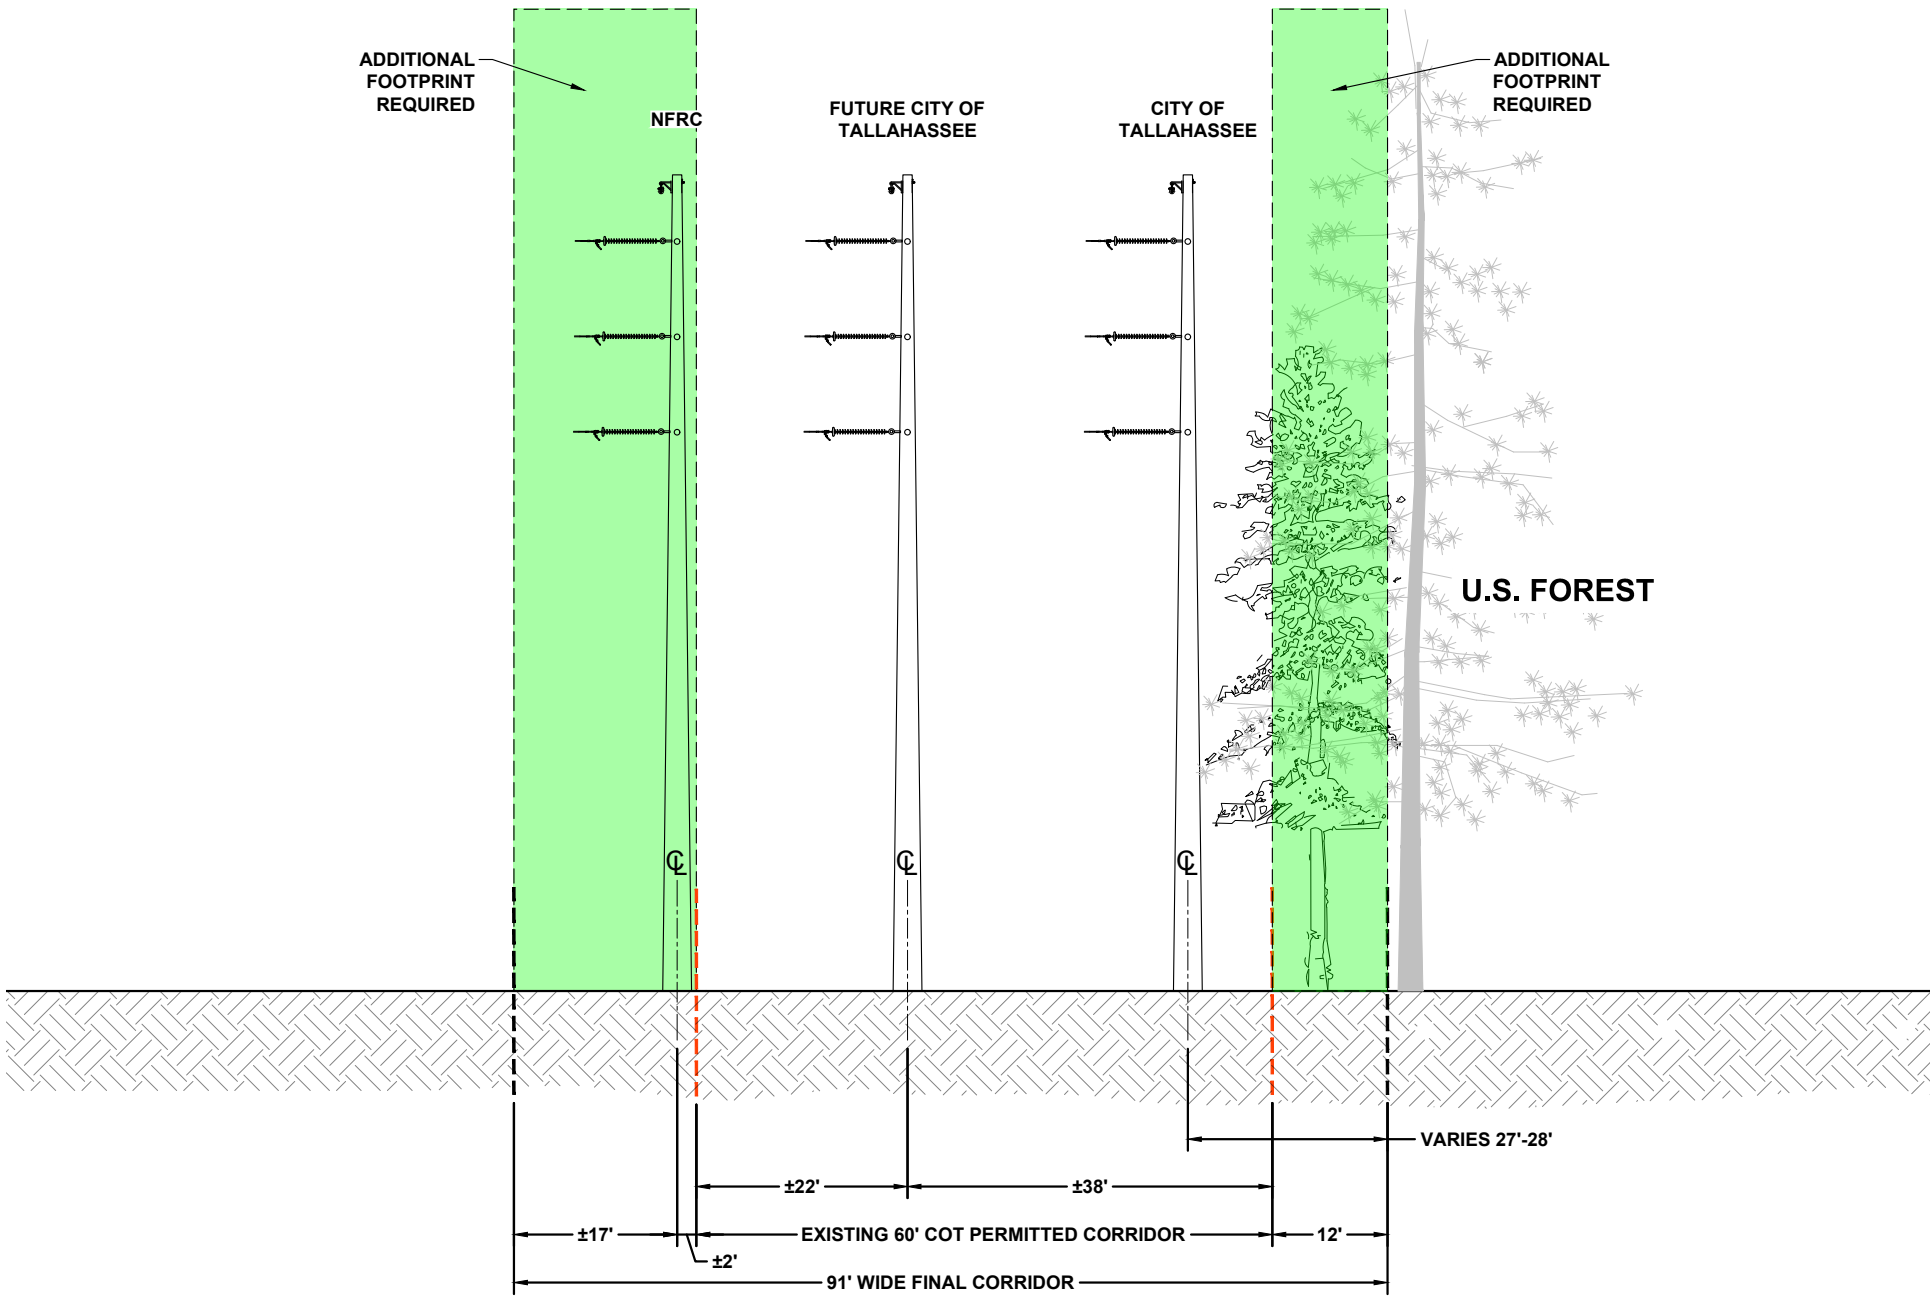 ADDITIONAL
FOOTPRINT
REQUIRED
NFRC
FUTURE CITY OF
TALLAHASSEE
CITY OF
TALLAHASSEE
ADDITIONAL
FOOTPRINT
REQUIRED
U.S. FOREST
℄
℄
℄
VARIES 27'-28'
±22'
±38'
±17'
EXISTING 60' COT PERMITTED CORRIDOR
12'
±2'
91' WIDE FINAL CORRIDOR